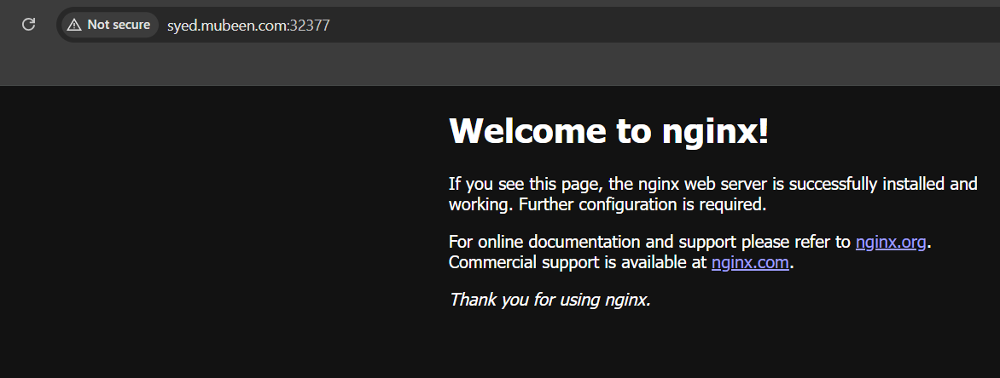 Not secure syed.mubeen.com:32377
Welcome to nginx!
If you see this page, the nginx web server is successfully installed and
working. Further configuration is required.
For online documentation and support please refer to nginx.org.
Commercial support is available at nginx.com.
Thank you for using nginx.